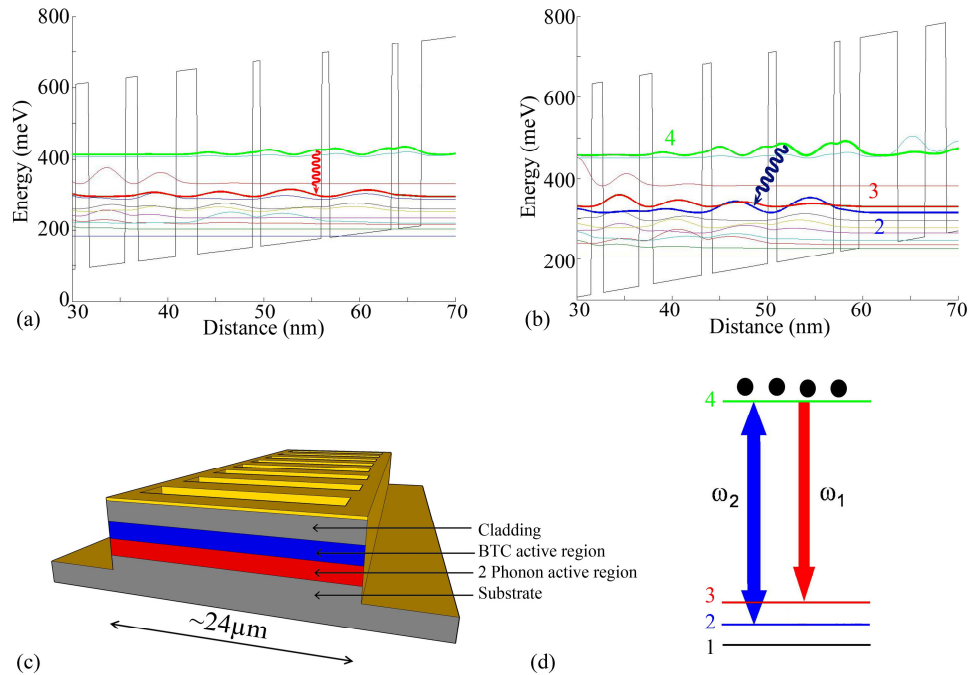 800
600
400
200
0
Energy (meV)
30
40
50
60
70
Distance (nm)
(a)
800
600
400
200
Energy (meV)
4
3
2
30
40
50
60
70
Distance (nm)
(b)
Cladding
BTC active region
2 Phonon active region
Substrate
~24μm
(c)
4
ω2
ω1
3
2
1
(d)